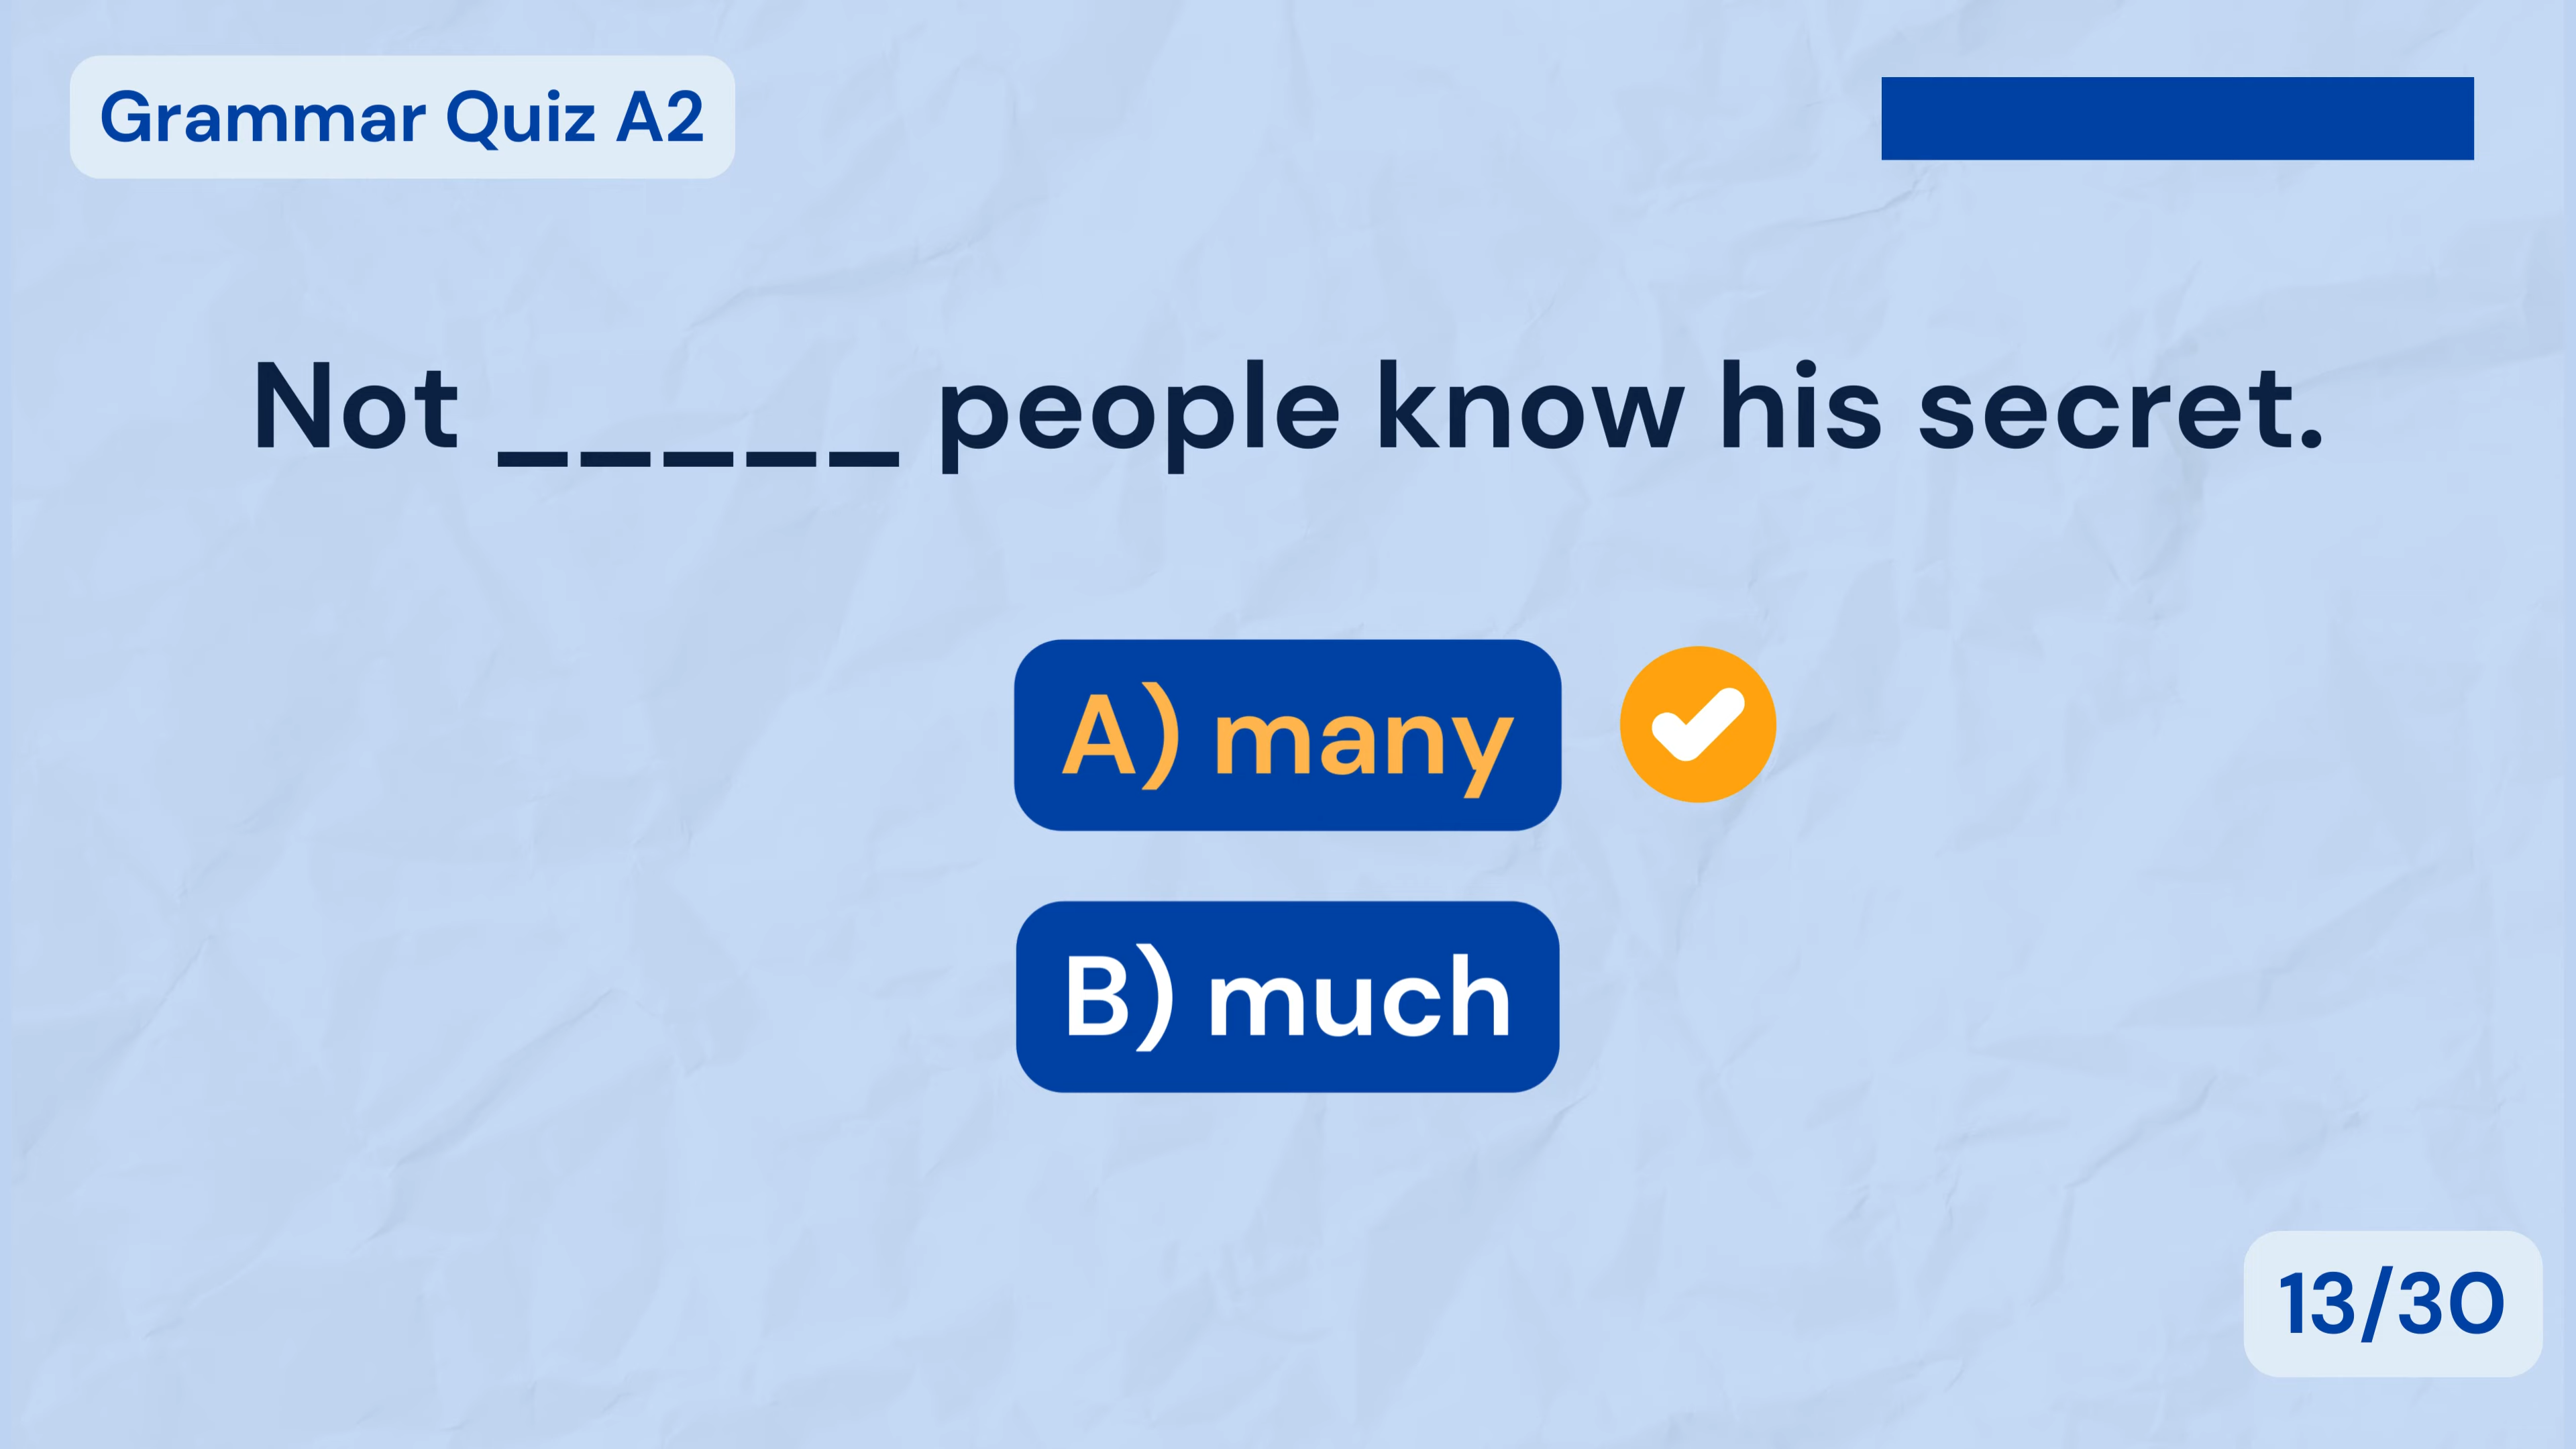 Grammar Quiz A2
Not _____ people know his secret.
A) many
B) much
13/30